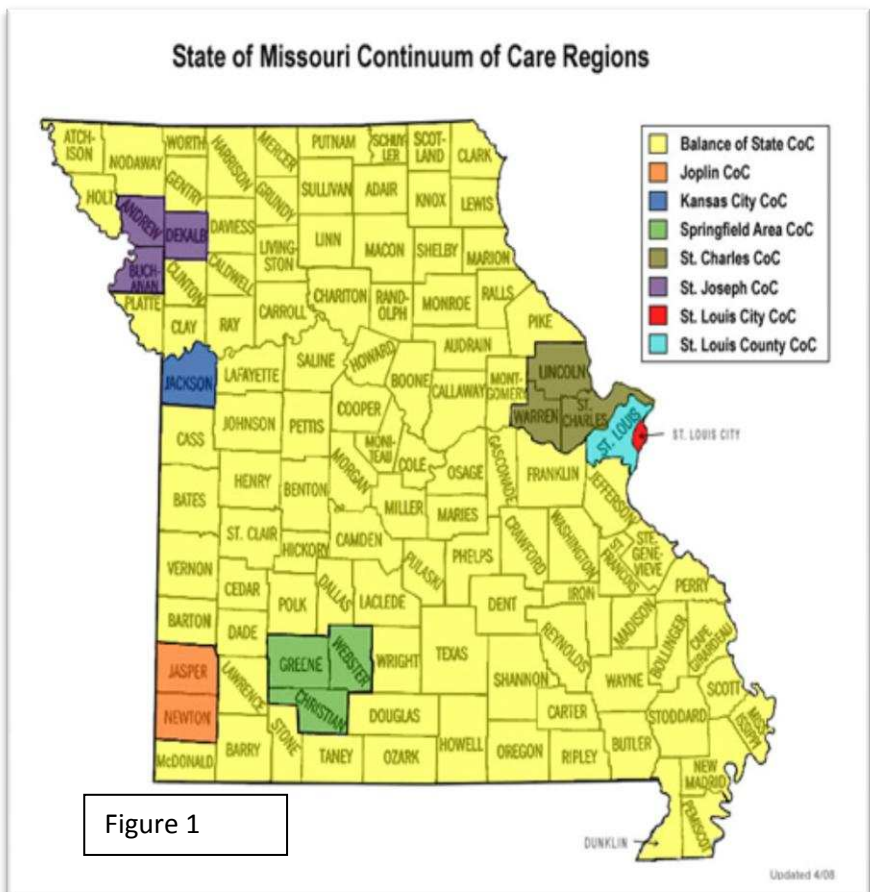 State of Missouri Continuum of Care Regions
Balance of State CoC
Joplin CoC
Kansas City CoC
Springfield Area CoC
St. Charles CoC
St. Joseph CoC
St. Louis City CoC
St. Louis County CoC
ATCH-
ISON
NODAWAY
WORTH
HARRISON
MERCER
PUTNAM
SCHUY-
LER
SCOT-
LAND
CLARK
HOLT
GENTRY
GRUNDY
SULLIVAN
ADAIR
KNOX
LEWIS
ANDREW
DEKALB
DAVIESS
LIVING-
STON
LINN
MACON
SHELBY
MARION
BUCH-
ANAN
CLINTON
CALDWELL
PLATTE
CLAY
RAY
CARROLL
CHARITON
RAN-
DOLPH
MONROE
RALLS
PIKE
JACKSON
LAFAYETTE
SALINE
HOWARD
BOONE
AUDRAIN
CALLAWAY
MONT-
GOMERY
LINCOLN
WARREN
ST.
CHARLES
ST. LOUIS
ST. LOUIS CITY
CASS
JOHNSON
PETTIS
COOPER
MONI-
TEAU
COLE
OSAGE
GASCONADE
FRANKLIN
JEFFERSON
BATES
HENRY
BENTON
MORGAN
MILLER
MARIES
ST. CLAIR
HICKORY
CAMDEN
PULASKI
PHELPS
CRAWFORD
WASHINGTON
ST.
FRANCOIS
STE.
GENE-
VIEVE
PERRY
VERNON
CEDAR
POLK
DALLAS
LACLEDE
DENT
IRON
MADISON
BOLLINGER
CAPE
GIRARDEAU
BARTON
DADE
GREENE
WEBSTER
WRIGHT
TEXAS
REYNOLDS
JASPER
LAWRENCE
CHRISTIAN
SHANNON
WAYNE
SCOTT
NEWTON
STONE
DOUGLAS
CARTER
STODDARD
MISS-
ISSIPPI
McDONALD
BARRY
TANEY
OZARK
HOWELL
OREGON
RIPLEY
BUTLER
NEW
MADRID
PEMISCOT
DUNKLIN
Figure 1
Updated 4/08